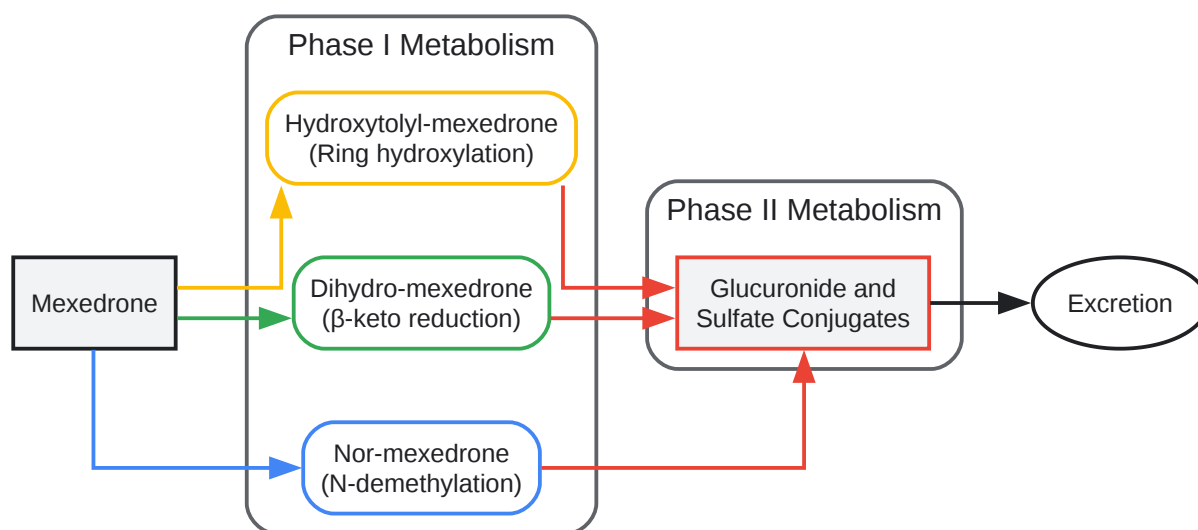 Phase I Metabolism
Hydroxytolyl-mexedrone
(Ring hydroxylation)
Phase II Metabolism
Mexedrone
Dihydro-mexedrone
(β-keto reduction)
Glucuronide and
Sulfate Conjugates
Excretion
Nor-mexedrone
(N-demethylation)